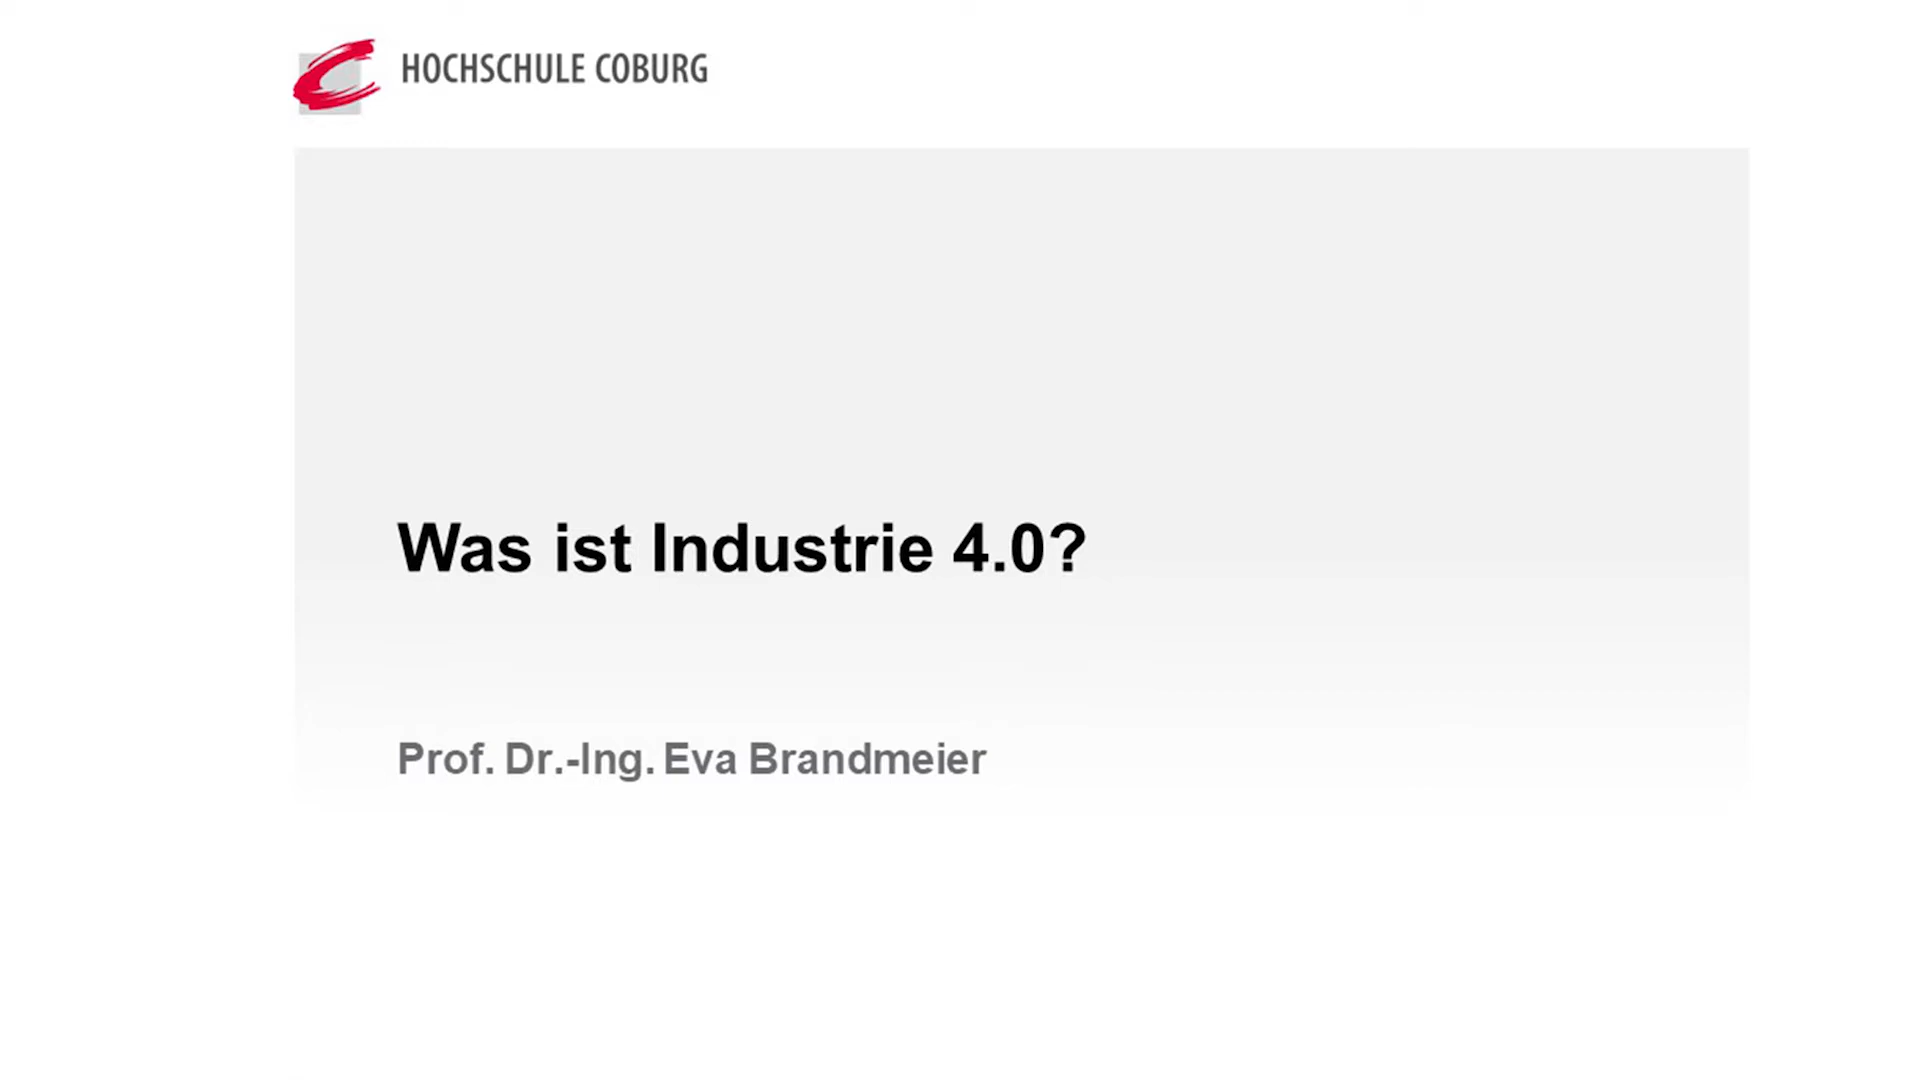 HOCHSCHULE COBURG
Was ist Industrie 4.0?
Prof. Dr.-Ing. Eva Brandmeier